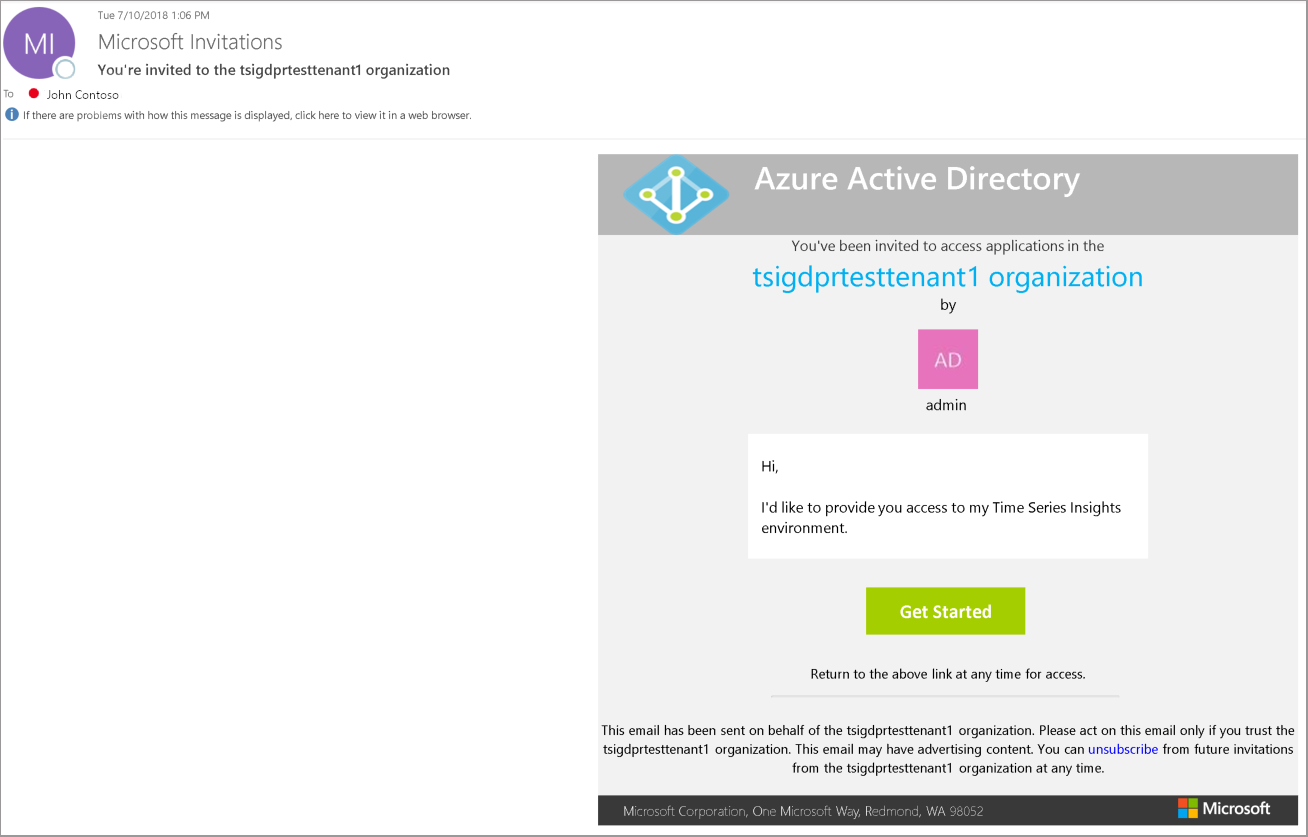 Tue 7/10/2018 1:06 PM
MI
Microsoft Invitations
You're invited to the tsigdprtesttenant1 organization
To John Contoso
i If there are problems with how this message is displayed, click here to view it in a web browser.
Azure Active Directory
You've been invited to access applications in the
tsigdprtesttenant1 organization
by
AD
admin
Hi,
I'd like to provide you access to my Time Series Insights
environment.
Get Started
Return to the above link at any time for access.
This email has been sent on behalf of the tsigdprtesttenant1 organization. Please act on this email only if you trust the
tsigdprtesttenant1 organization. This email may have advertising content. You can unsubscribe from future invitations
from the tsigdprtesttenant1 organization at any time.
Microsoft Corporation, One Microsoft Way, Redmond, WA 98052
Microsoft